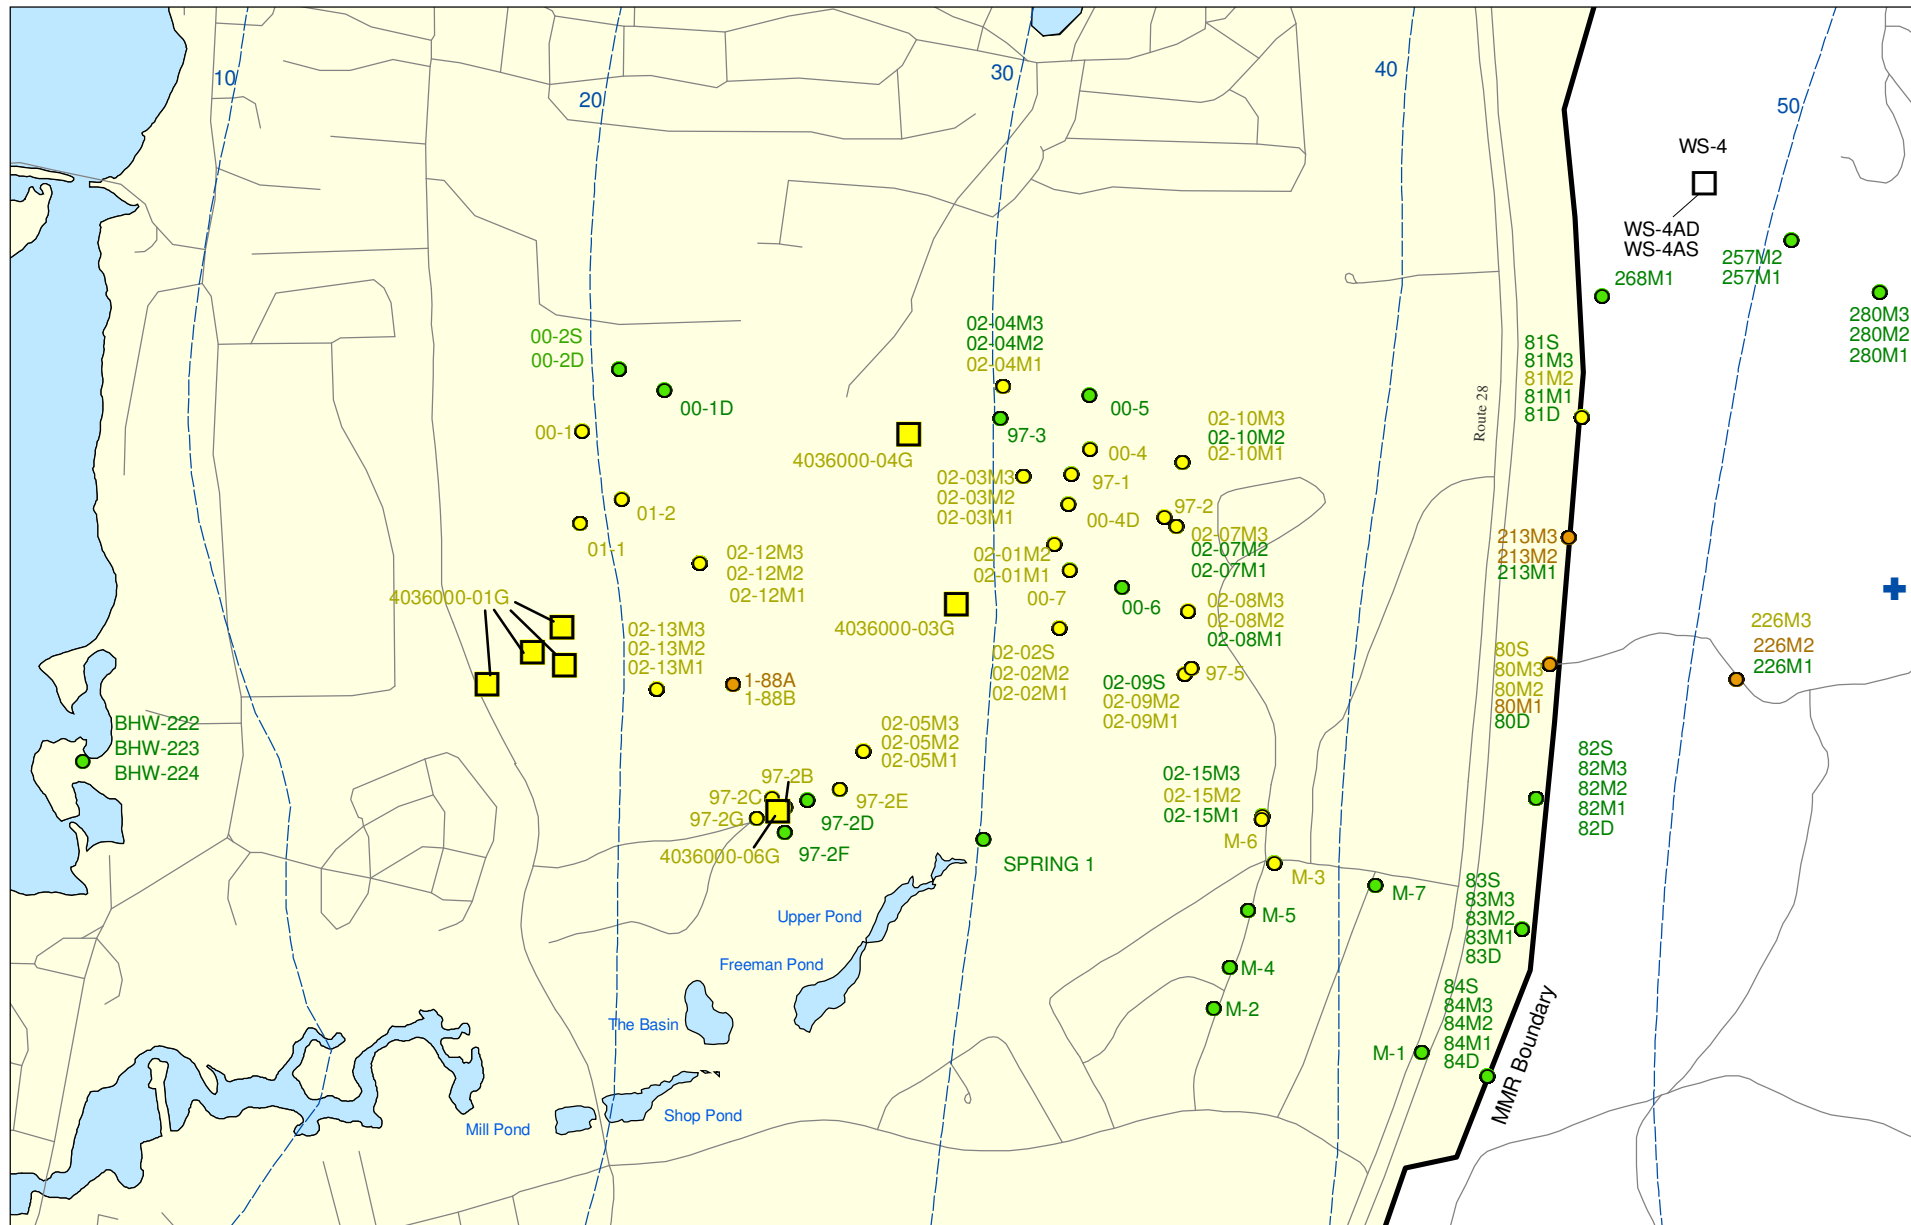 10
20
30
40
50
WS-4
WS-4AD
WS-4AS
257M2
257M1
268M1
280M3
280M2
280M1
81S
81M3
81M2
81M1
81D
Route 28
00-2S
00-2D
00-1D
00-1
02-04M3
02-04M2
02-04M1
97-3
00-5
4036000-04G
00-4
02-10M3
02-10M2
02-10M1
97-1
02-03M3
02-03M2
02-03M1
00-4D
97-2
02-07M3
02-07M2
02-07M1
01-2
01-1
02-12M3
02-12M2
02-12M1
02-01M2
02-01M1
00-7
00-6
213M3
213M2
213M1
4036000-01G
4036000-03G
02-08M3
02-08M2
02-08M1
02-13M3
02-13M2
02-13M1
1-88A
1-88B
02-02S
02-02M2
02-02M1
97-5
02-09S
02-09M2
02-09M1
80S
80M3
80M2
80M1
80D
226M3
226M2
226M1
BHW-222
BHW-223
BHW-224
02-05M3
02-05M2
02-05M1
97-2B
97-2C
97-2G
97-2E
97-2D
97-2F
4036000-06G
02-15M3
02-15M2
02-15M1
M-6
82S
82M3
82M2
82M1
82D
SPRING 1
M-3
M-7
M-5
83S
83M3
83M2
83M1
83D
Upper Pond
Freeman Pond
M-4
M-2
84S
84M3
84M2
84M1
84D
The Basin
M-1
MMR Boundary
Shop Pond
Mill Pond